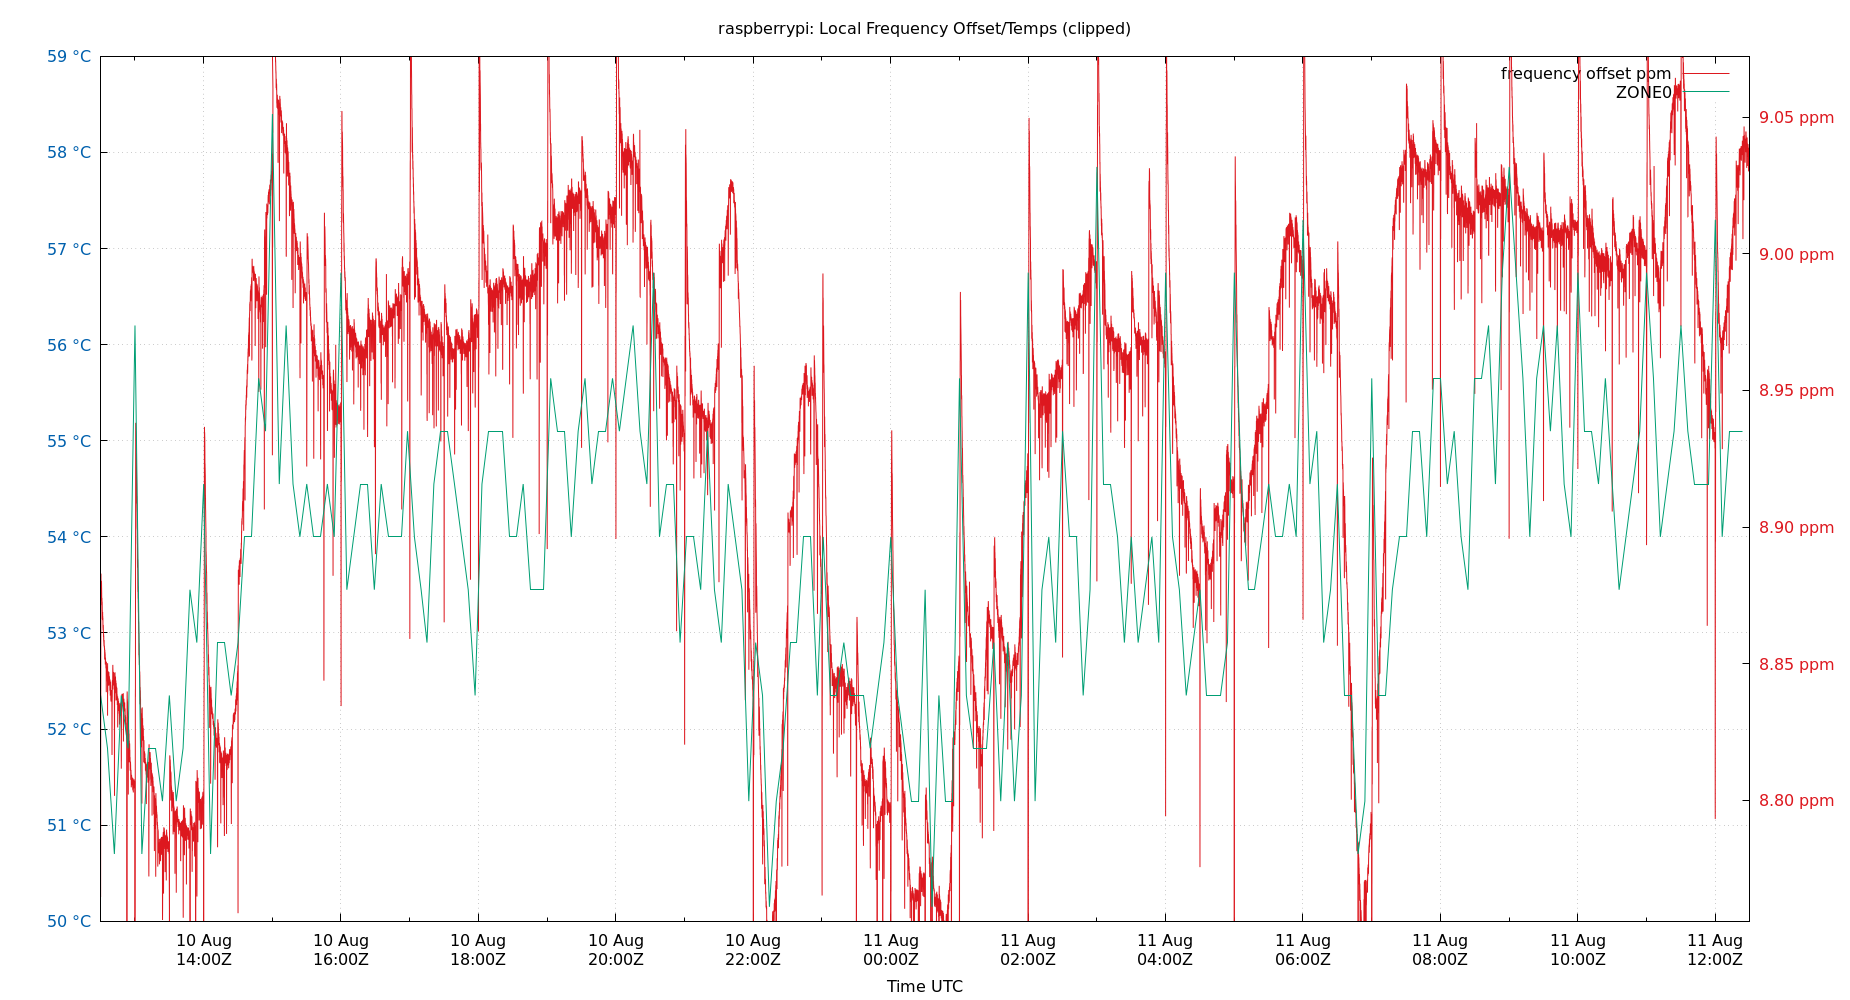 raspberrypi: Local Frequency Offset/Temps (clipped)
59 °C
58 °C
57 °C
56 °C
55 °C
54 °C
53 °C
52 °C
51 °C
50 °C
frequency offset ppm
ZONE0
9.05 ppm
9.00 ppm
8.95 ppm
8.90 ppm
8.85 ppm
8.80 ppm
10 Aug 10 Aug 10 Aug 10 Aug 10 Aug 11 Aug 11 Aug 11 Aug 11 Aug 11 Aug 11 Aug 11 Aug
14:00Z 16:00Z 18:00Z 20:00Z 22:00Z 00:00Z 02:00Z 04:00Z 06:00Z 08:00Z 10:00Z 12:00Z
Time UTC